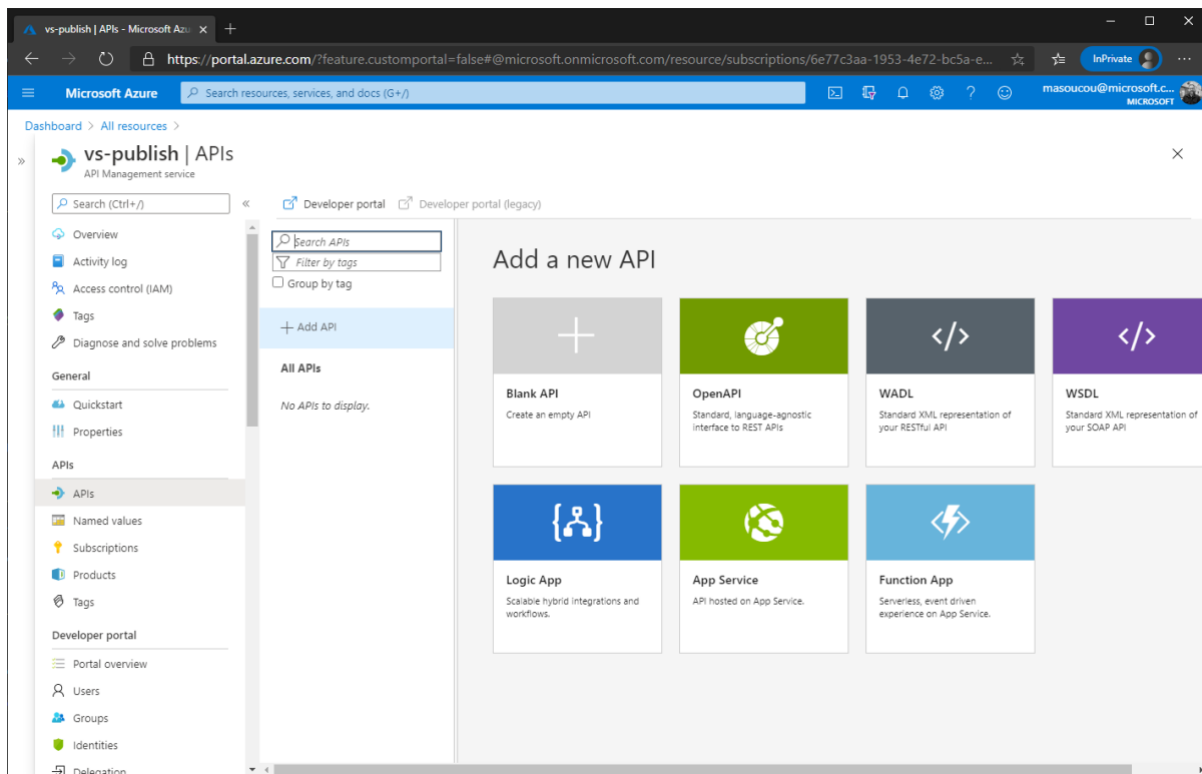 vs-publish | APIs - Microsoft Azu
https://portal.azure.com/?feature.customportal=false#@microsoft.onmicrosoft.com/resource/subscriptions/6e77c3aa-1953-4e72-bc5a-e...
InPrivate
Microsoft Azure
Search resources, services, and docs (G+/)
masoucou@microsoft.c...
MICROSOFT
Dashboard > All resources >
vs-publish | APIs
API Management service
Search (Ctrl+/)
Overview
Activity log
Access control (IAM)
Tags
Diagnose and solve problems
General
Quickstart
Properties
APIs
APIs
Named values
Subscriptions
Products
Tags
Developer portal
Portal overview
Users
Groups
Identities
Delegation
Developer portal
Developer portal (legacy)
Search APIs
Filter by tags
Group by tag
+ Add API
All APIs
No APIs to display.
Add a new API
Blank API
Create an empty API
OpenAPI
Standard, language-agnostic
interface to REST APIs
WADL
Standard XML representation of
your RESTful API
WSDL
Standard XML representation of
your SOAP API
Logic App
Scalable hybrid integrations and
workflows.
App Service
API hosted on App Service.
Function App
Serverless, event driven
experience on App Service.